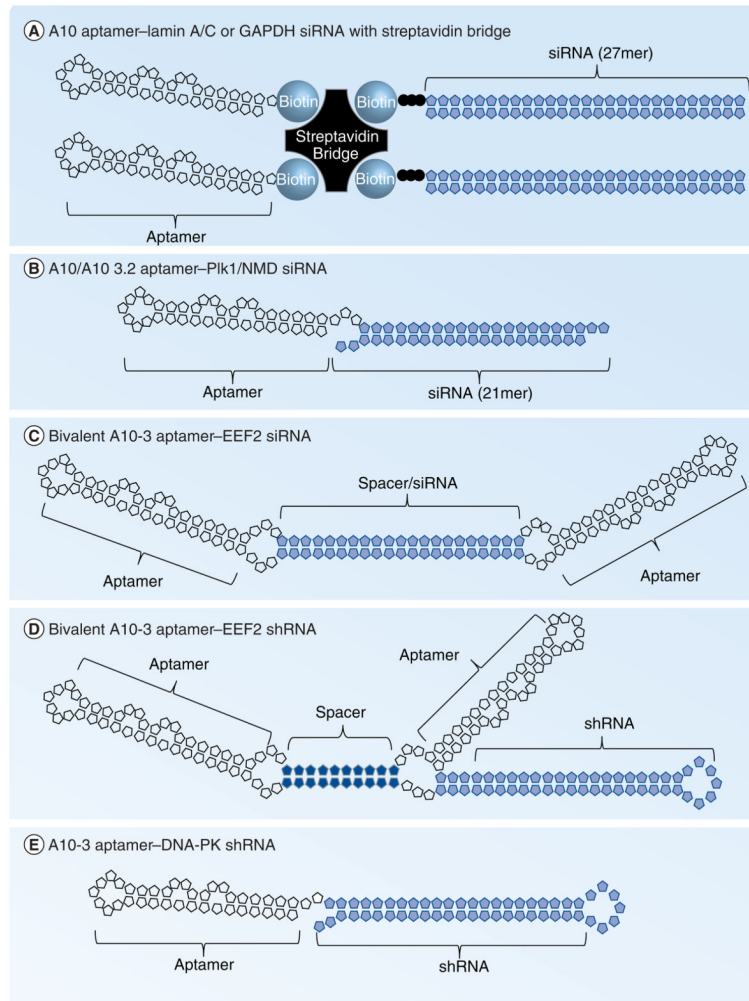 A A10 aptamer–lamin A/C or GAPDH siRNA with streptavidin bridge
siRNA (27mer)
Biotin
Biotin
Streptavidin
Bridge
Biotin
Biotin
Aptamer
B A10/A10 3.2 aptamer–Plk1/NMD siRNA
Aptamer
siRNA (21mer)
C Bivalent A10-3 aptamer–EEF2 siRNA
Spacer/siRNA
Aptamer
Aptamer
D Bivalent A10-3 aptamer–EEF2 shRNA
Aptamer
Aptamer
Spacer
shRNA
E A10-3 aptamer–DNA-PK shRNA
Aptamer
shRNA